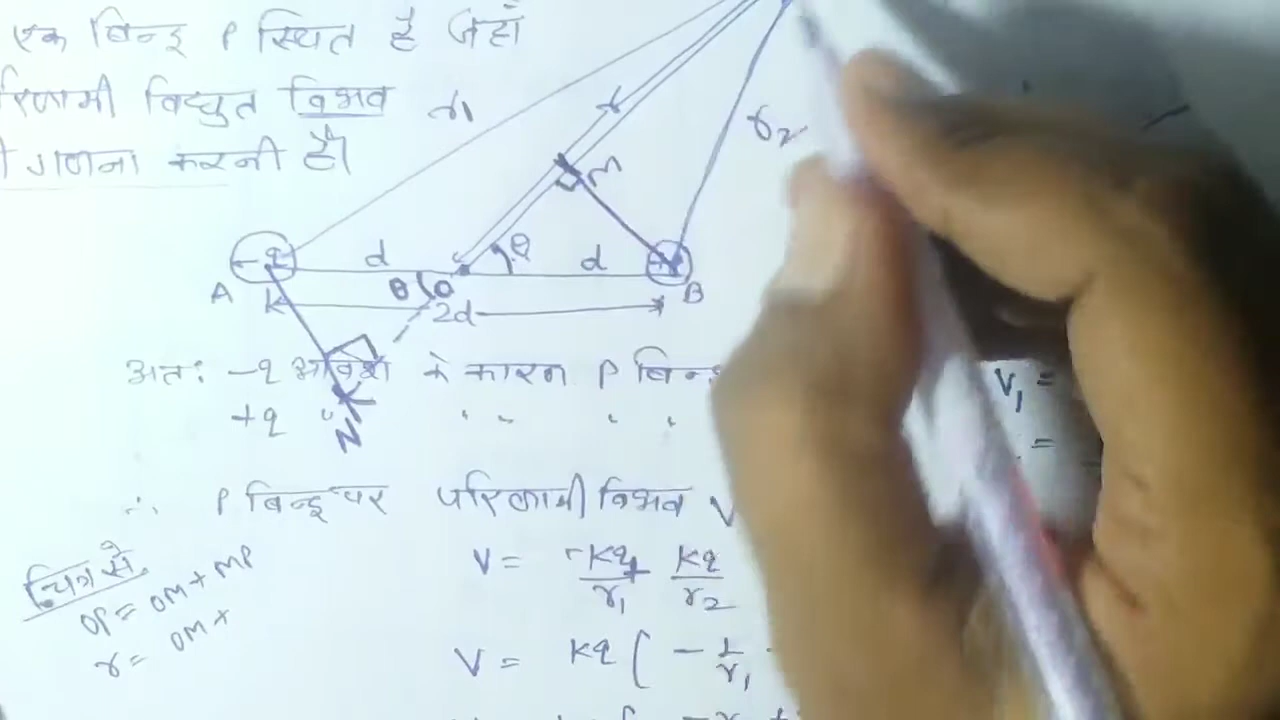 एक बिन्दु P स्थित है जहां
रिणामी विद्युत विभव
गणना करनी है।
r₁
r
r₂
M
θ
-q
d
d
A
θ
O
B
2d
N
अतः -q आवेश के कारण P बिन्
V₁ =
+q " " " " "
=
∴ P बिन्दु पर परिणामी विभव V
V = -Kq/r₁ + Kq/r₂
चित्र से
OP = OM + MP
r = OM +
V = Kq ( - 1/r₁